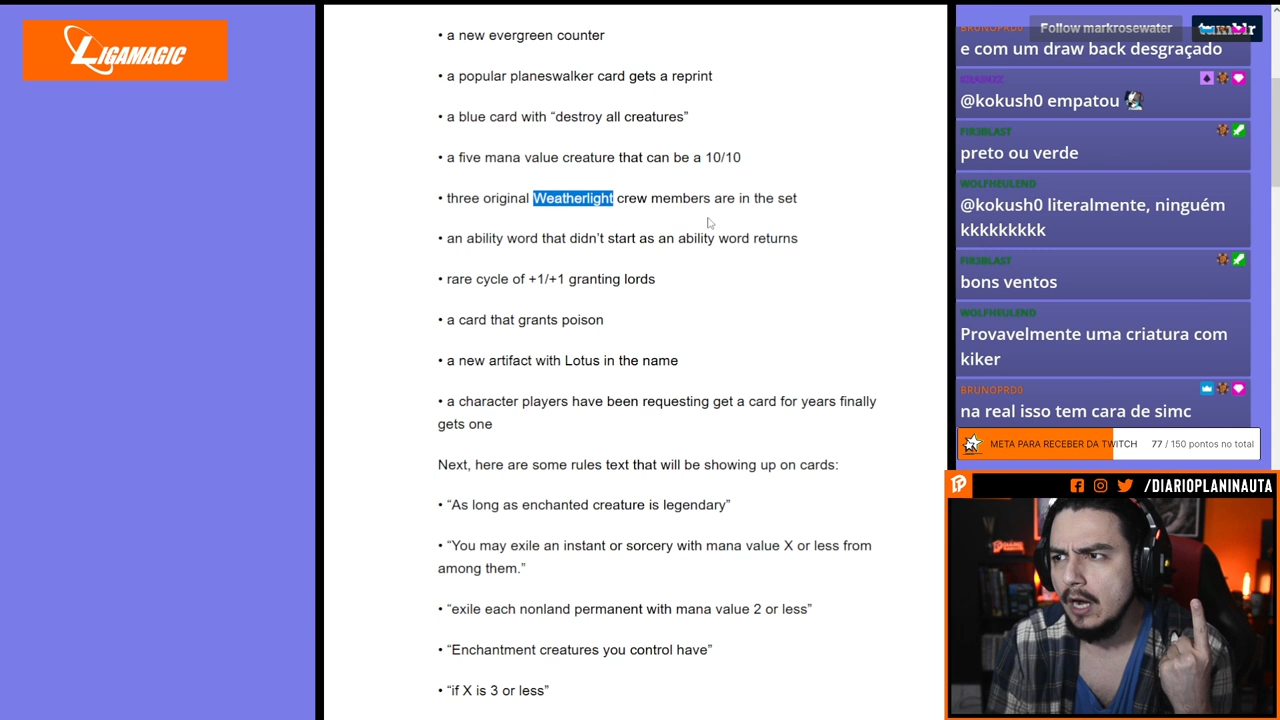 LIGAMAGIC
• a new evergreen counter
• a popular planeswalker card gets a reprint
• a blue card with “destroy all creatures”
• a five mana value creature that can be a 10/10
• three original Weatherlight crew members are in the set
• an ability word that didn’t start as an ability word returns
• rare cycle of +1/+1 granting lords
• a card that grants poison
• a new artifact with Lotus in the name
• a character players have been requesting get a card for years finally
gets one
Next, here are some rules text that will be showing up on cards:
• “As long as enchanted creature is legendary”
• “You may exile an instant or sorcery with mana value X or less from
among them.”
• “exile each nonland permanent with mana value 2 or less”
• “Enchantment creatures you control have”
• “if X is 3 or less”
Follow markrosewater
tumblr
BRUNOPRD0
e com um draw back desgraçado
@kokush0 empatou
FIR3BLAST
preto ou verde
WOLFHEULEND
@kokush0 literalmente, ninguém
kkkkkkkkk
FIR3BLAST
bons ventos
WOLFHEULEND
Provavelmente uma criatura com
kiker
BRUNOPRD0
na real isso tem cara de simc
META PARA RECEBER DA TWITCH 77 / 150 pontos no total
/DIARIOPLANINAUTA